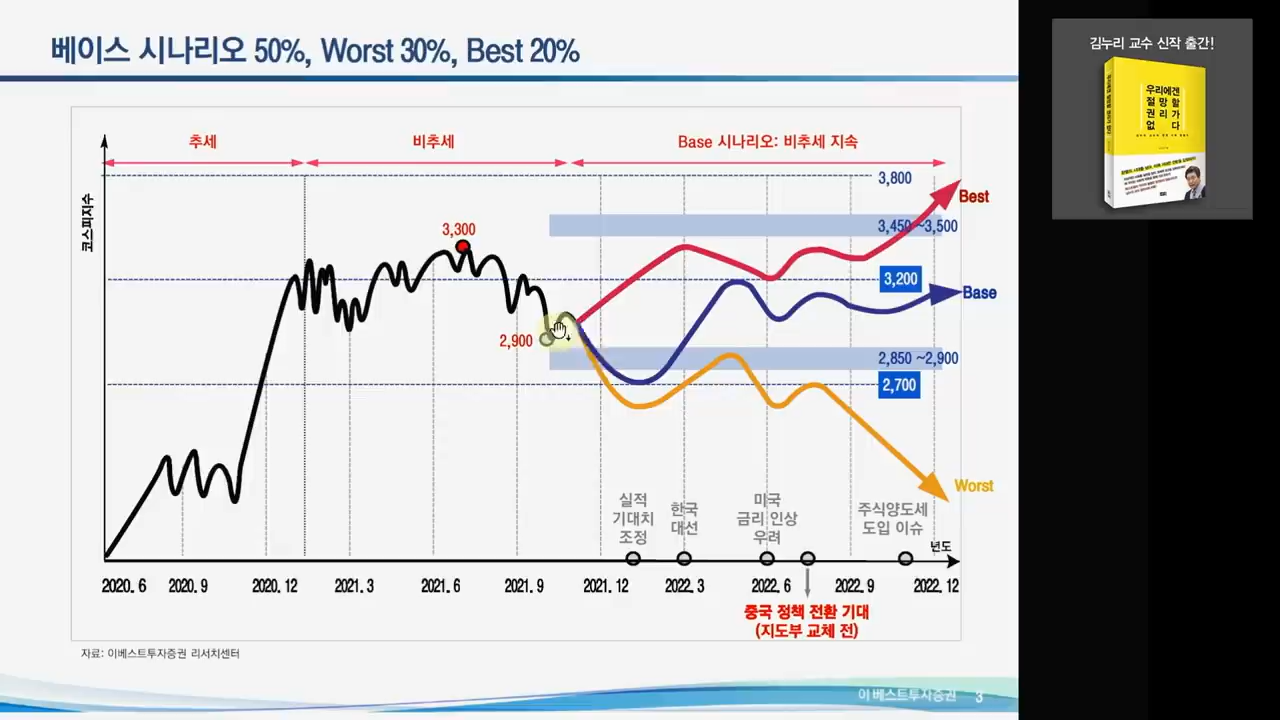 베이스 시나리오 50%, Worst 30%, Best 20%
김누리 교수 신작 출간!
우리에겐
절망할
권리가
없다
추세
비추세
Base 시나리오: 비추세 지속
코스피지수
3,800
Best
3,450 ~3,500
3,300
3,200
Base
2,900
2,850 ~2,900
2,700
Worst
실적
기대치
조정
한국
대선
미국
금리 인상
우려
주식양도세
도입 이슈
년도
2020. 6
2020. 9
2020. 12
2021. 3
2021. 6
2021. 9
2021. 12
2022. 3
2022. 6
2022. 9
2022. 12
중국 정책 전환 기대
(지도부 교체 전)
자료: 이베스트투자증권 리서치센터
이베스트투자증권 3